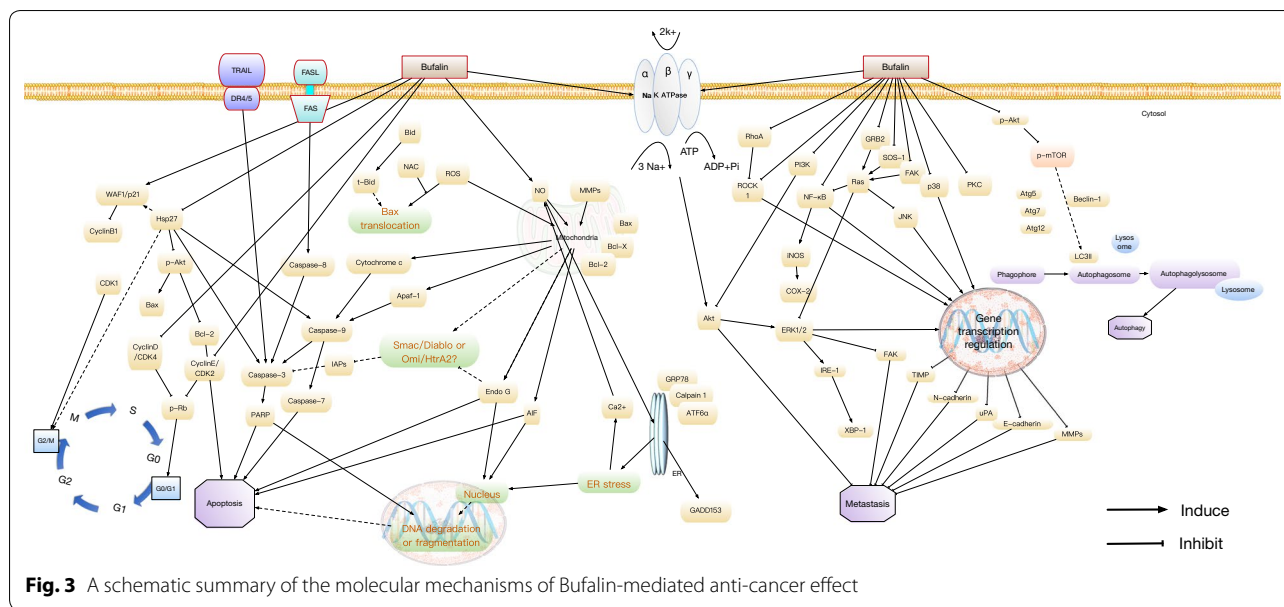 2k+
TRAIL
DR4/5
FASL
FAS
Bufalin
α
β
γ
Na K ATPase
Bufalin
Cytosol
3 Na+
ATP
ADP+Pi
BId
t-Bid
NAC
ROS
Bax
translocation
NO
MMPs
Mitochondria
Bax
Bcl-X
Bcl-2
WAF1/p21
CyclinB1
Hsp27
p-Akt
Bax
CDK1
Bcl-2
CyclinD
/CDK4
CyclinE/
CDK2
p-Rb
Caspase-8
Cytochrome c
Apaf-1
Caspase-9
Caspase-3
IAPs
Smac/Diablo or
Omi/HtrA2?
Caspase-7
PARP
Endo G
AIF
Ca2+
GRP78
Calpain 1
ATF6α
ER
ER stress
GADD153
Nucleus
DNA degradation
or fragmentation
Apoptosis
M
S
G0
G1
G2
G2/M
G0/G1
RhoA
ROCK
1
PI3K
GRB2
SOS-1
Ras
FAK
p38
PKC
NF-κB
JNK
iNOS
COX-2
p-Akt
p-mTOR
Atg5
Atg7
Atg12
Beclin-1
LC3II
Lysos
ome
Phagophore
Autophagosome
Autophagolysosome
Lysosome
Autophagy
Akt
ERK1/2
IRE-1
XBP-1
FAK
Gene
transcription
regulation
TIMP
N-cadherin
uPA
E-cadherin
MMPs
Metastasis
Induce
Inhibit
Fig. 3 A schematic summary of the molecular mechanisms of Bufalin-mediated anti-cancer effect